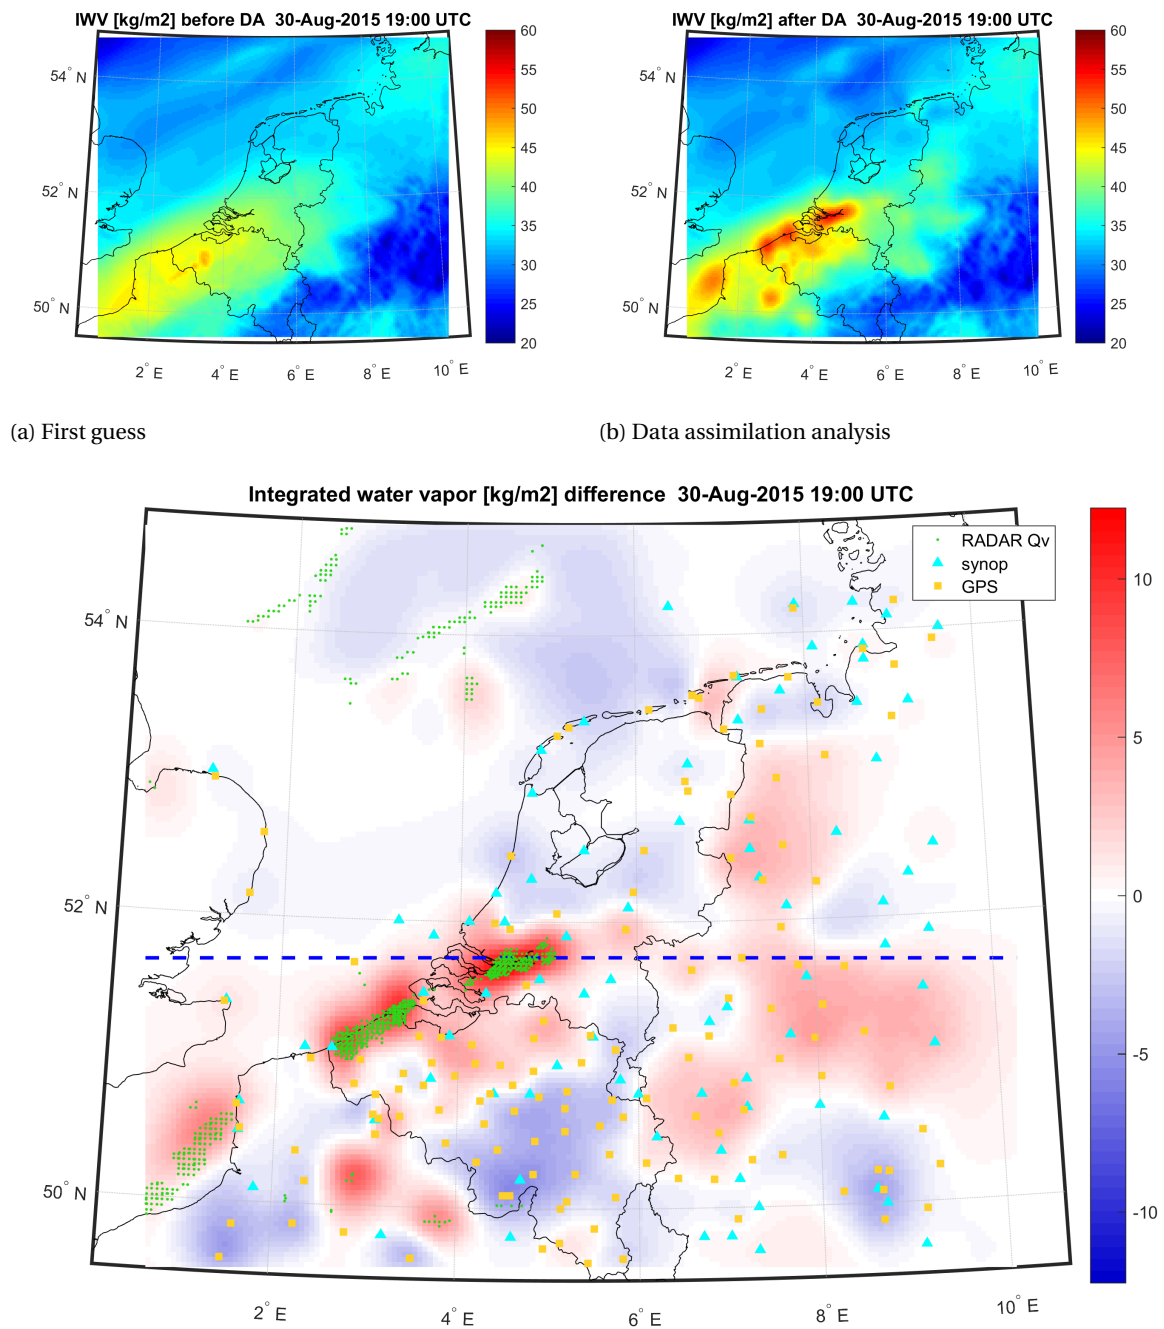 IWV [kg/m2] before DA  30-Aug-2015 19:00 UTC
54° N
52° N
50° N
2° E
4° E
6° E
8° E
10° E
60
55
50
45
40
35
30
25
20
IWV [kg/m2] after DA  30-Aug-2015 19:00 UTC
54° N
52° N
50° N
2° E
4° E
6° E
8° E
10° E
60
55
50
45
40
35
30
25
20
(a) First guess
(b) Data assimilation analysis
Integrated water vapor [kg/m2] difference  30-Aug-2015 19:00 UTC
RADAR Qv
synop
GPS
54° N
52° N
50° N
2° E
4° E
6° E
8° E
10° E
10
5
0
-5
-10